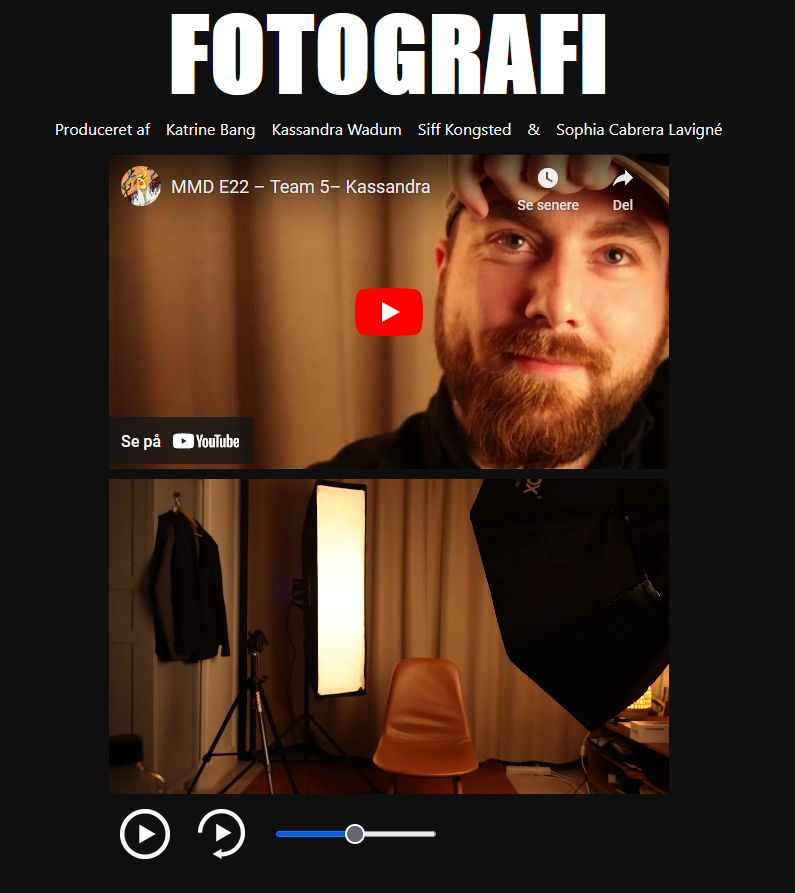 FOTOGRAFI
Produceret af Katrine Bang Kassandra Wadum Siff Kongsted & Sophia Cabrera Lavigné
MMD E22 – Team 5– Kassandra
Se senere
Del
Se på YouTube